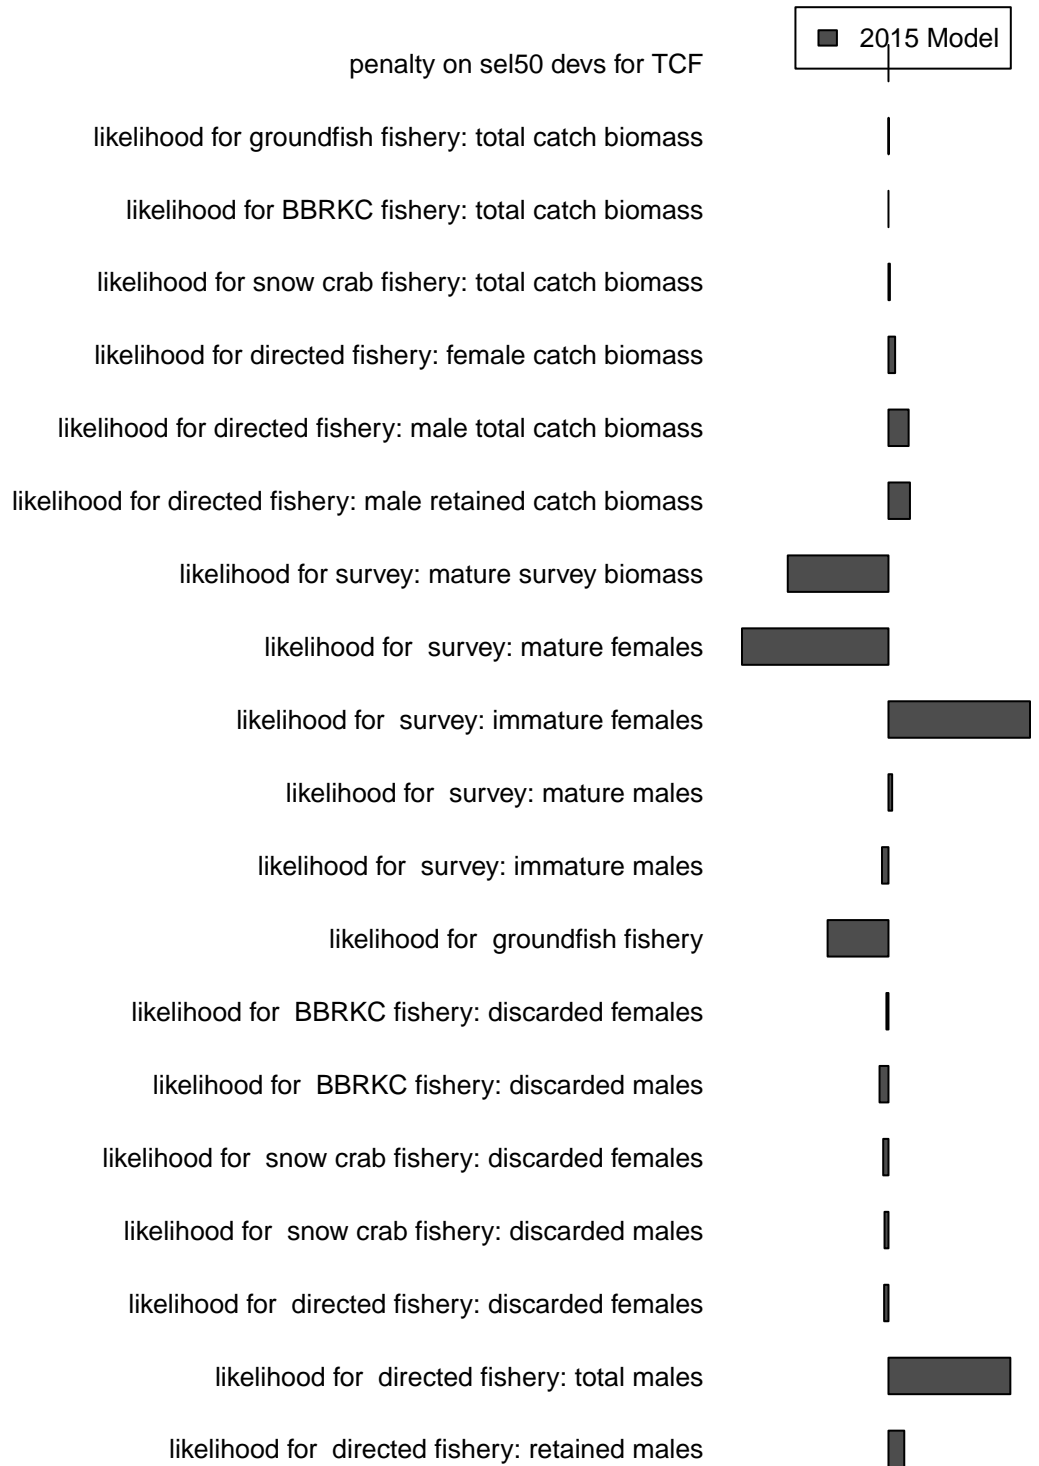 2015 Model
penalty on sel50 devs for TCF
likelihood for groundfish fishery: total catch biomass
likelihood for BBRKC fishery: total catch biomass
likelihood for snow crab fishery: total catch biomass
likelihood for directed fishery: female catch biomass
likelihood for directed fishery: male total catch biomass
likelihood for directed fishery: male retained catch biomass
likelihood for survey: mature survey biomass
likelihood for  survey: mature females
likelihood for  survey: immature females
likelihood for  survey: mature males
likelihood for  survey: immature males
likelihood for  groundfish fishery
likelihood for  BBRKC fishery: discarded females
likelihood for  BBRKC fishery: discarded males
likelihood for  snow crab fishery: discarded females
likelihood for  snow crab fishery: discarded males
likelihood for  directed fishery: discarded females
likelihood for  directed fishery: total males
likelihood for  directed fishery: retained males